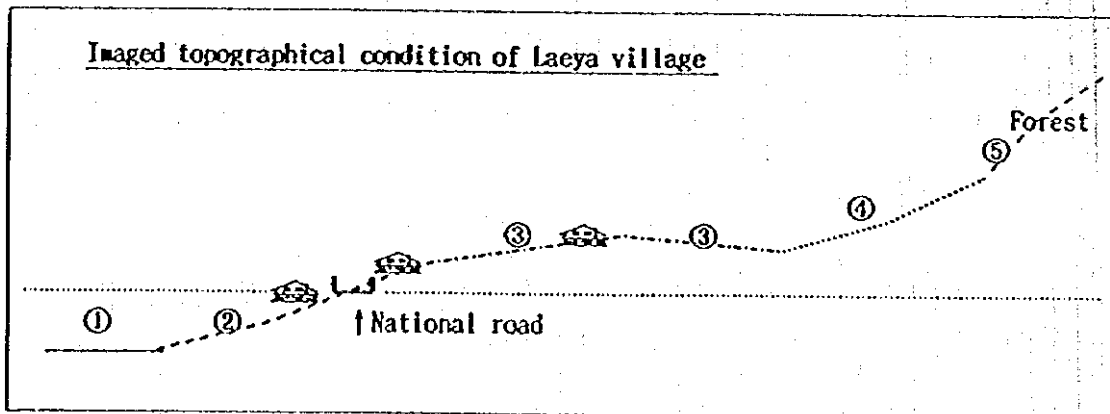 Imaged topographical condition of Laeya village
Forest
⑤
④
③
③
①
②
↑National road